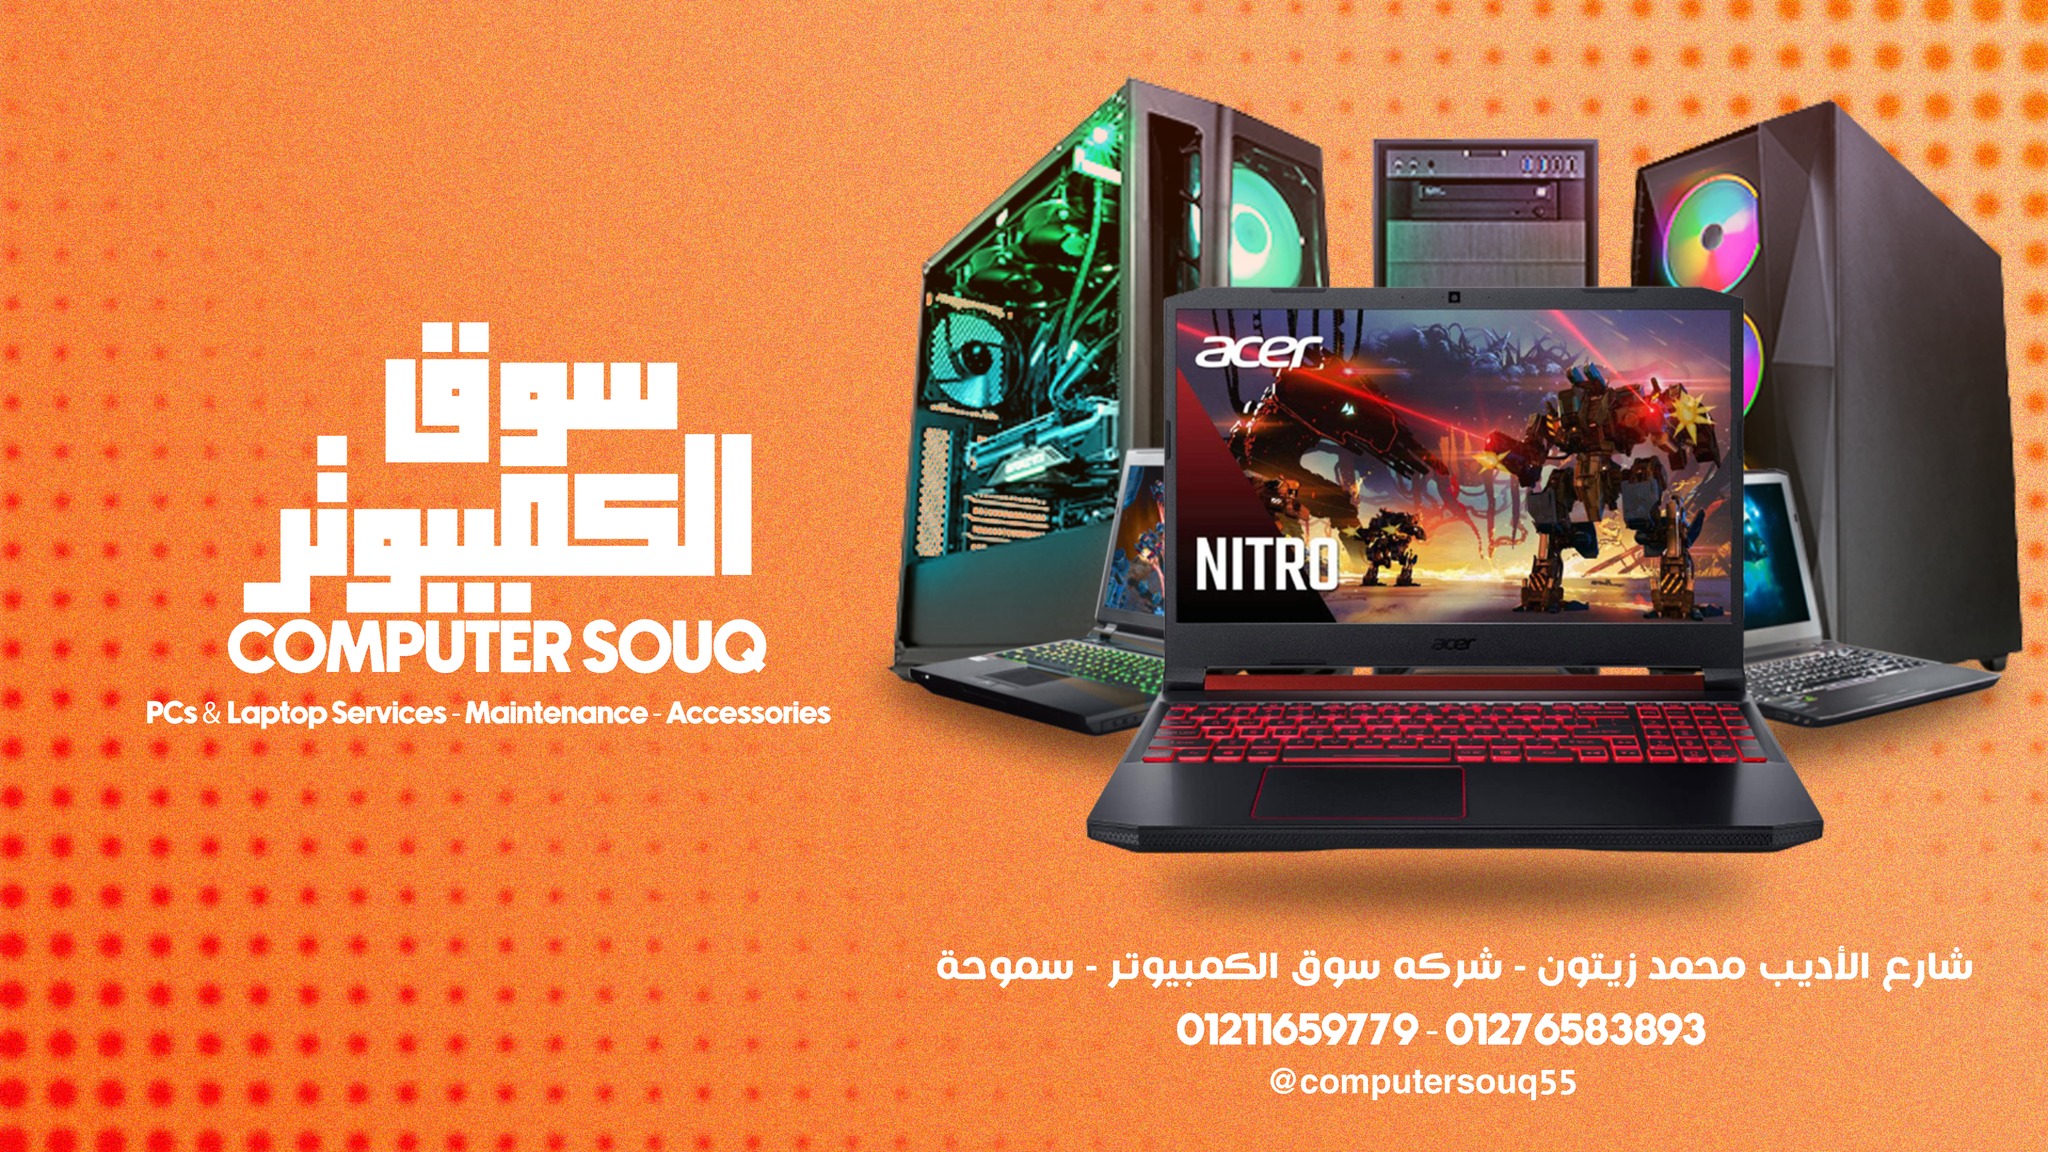 سوق
الكمبيوتر
COMPUTER SOUQ
PCs & Laptop Services - Maintenance - Accessories
acer
NITRO
acer
شارع الأديب محمد زيتون - شركه سوق الكمبيوتر - سموحة
01211659779 - 01276583893
@computersouq55